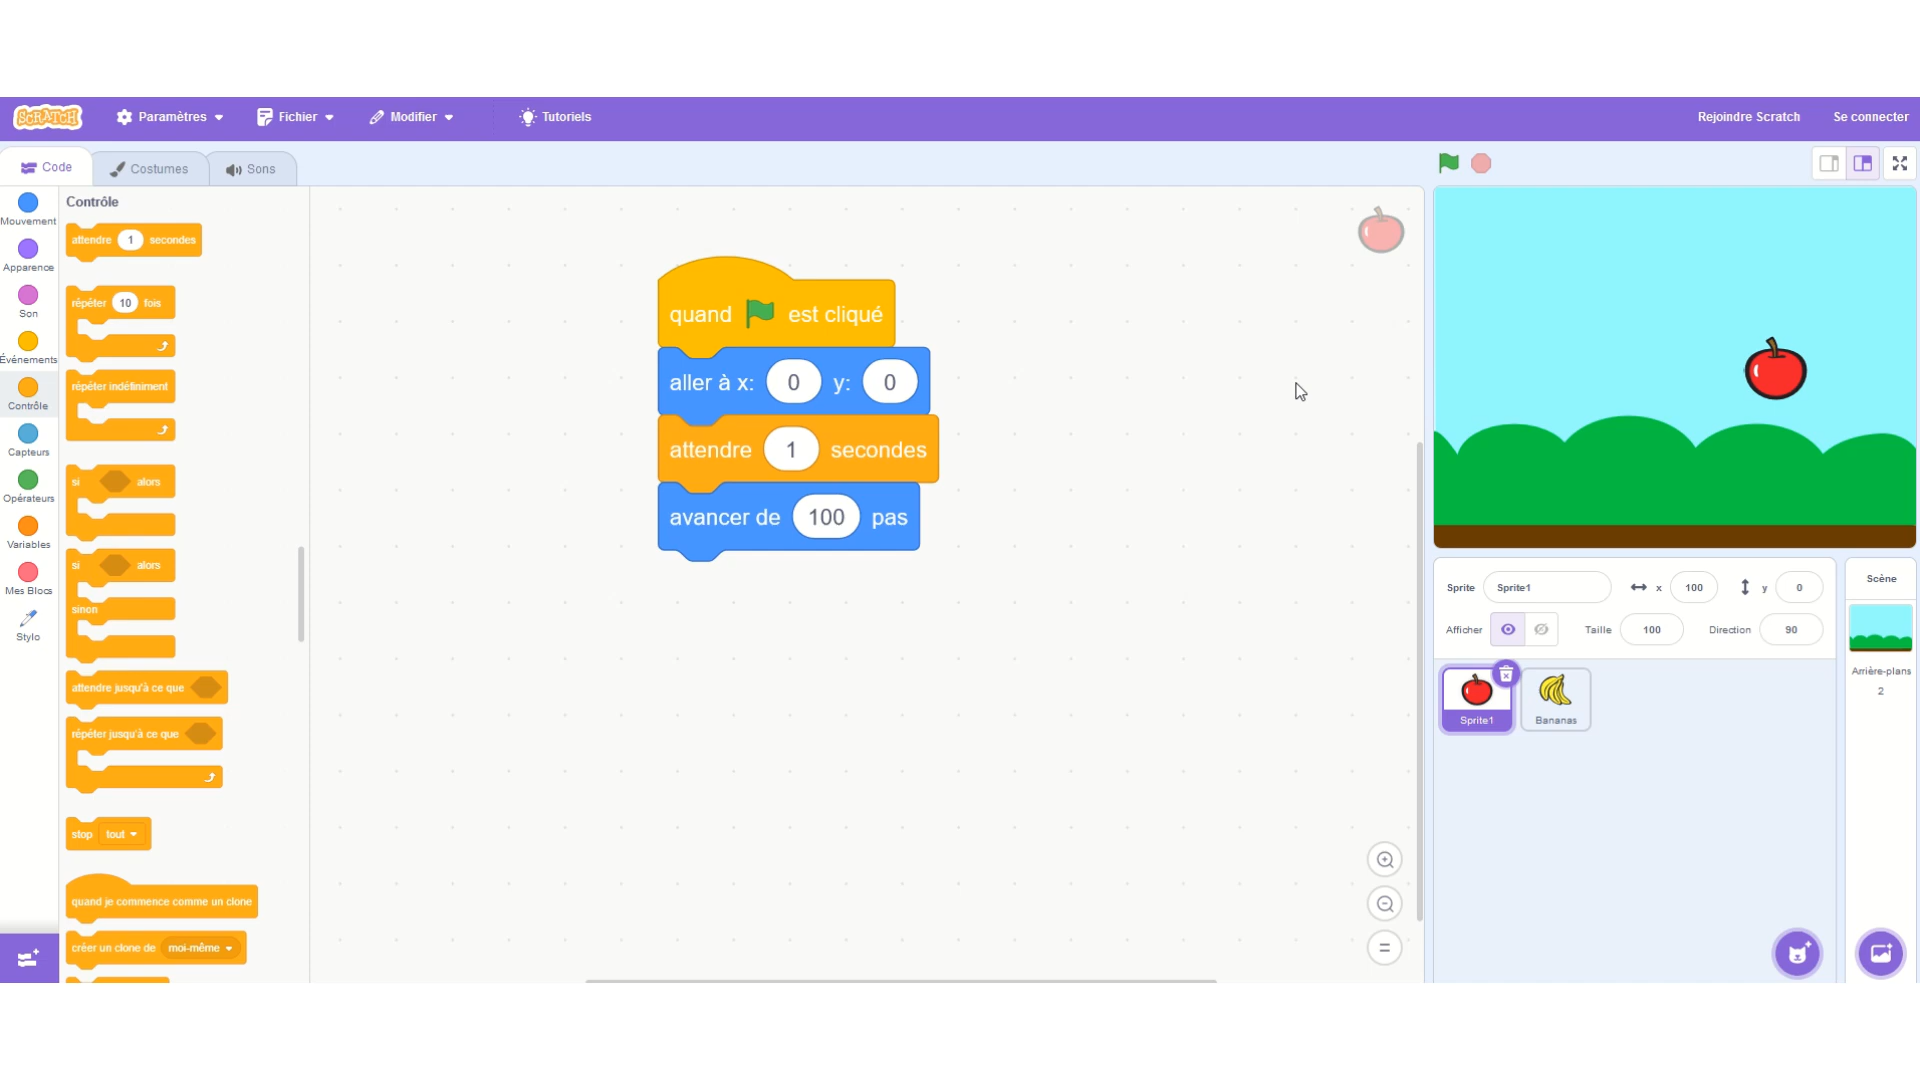 SCRATCH
Paramètres
Fichier
Modifier
Tutoriels
Rejoindre Scratch
Se connecter
Code
Costumes
Sons
Mouvement
Apparence
Son
Événements
Contrôle
Capteurs
Opérateurs
Variables
Mes Blocs
Stylo
Contrôle
attendre 1 secondes
répéter 10 fois
répéter indéfiniment
si alors
si alors
sinon
attendre jusqu'à ce que
répéter jusqu'à ce que
stop tout
quand je commence comme un clone
créer un clone de moi-même
quand est cliqué
aller à x: 0 y: 0
attendre 1 secondes
avancer de 100 pas
Sprite Sprite1 x 100 y 0
Afficher Taille 100 Direction 90
Sprite1
Bananas
Scène
Arrière-plans
2